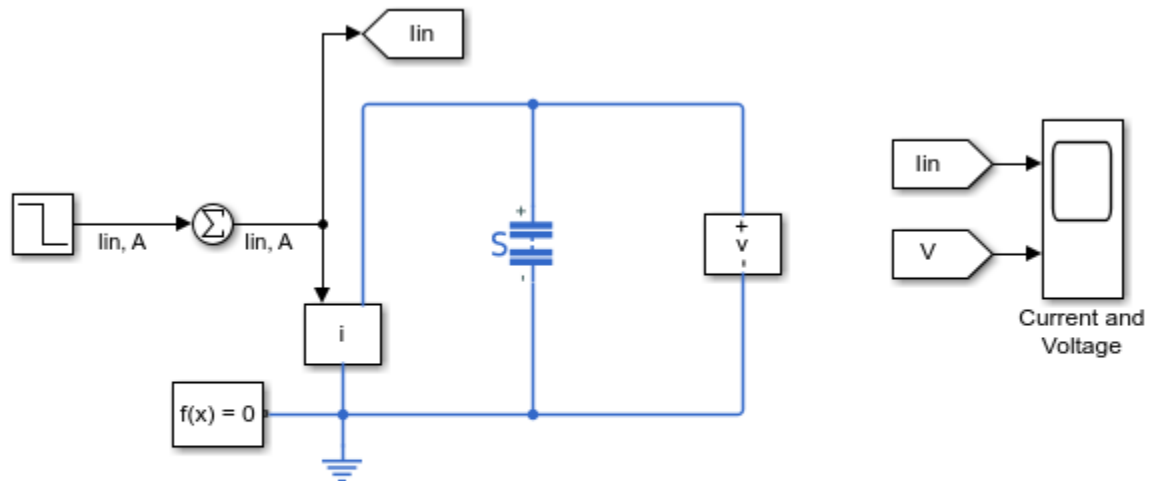 Iin
Iin, A
Σ
Iin, A
i
f(x) = 0
+
S
-
+
v
-
Iin
V
Current and
Voltage